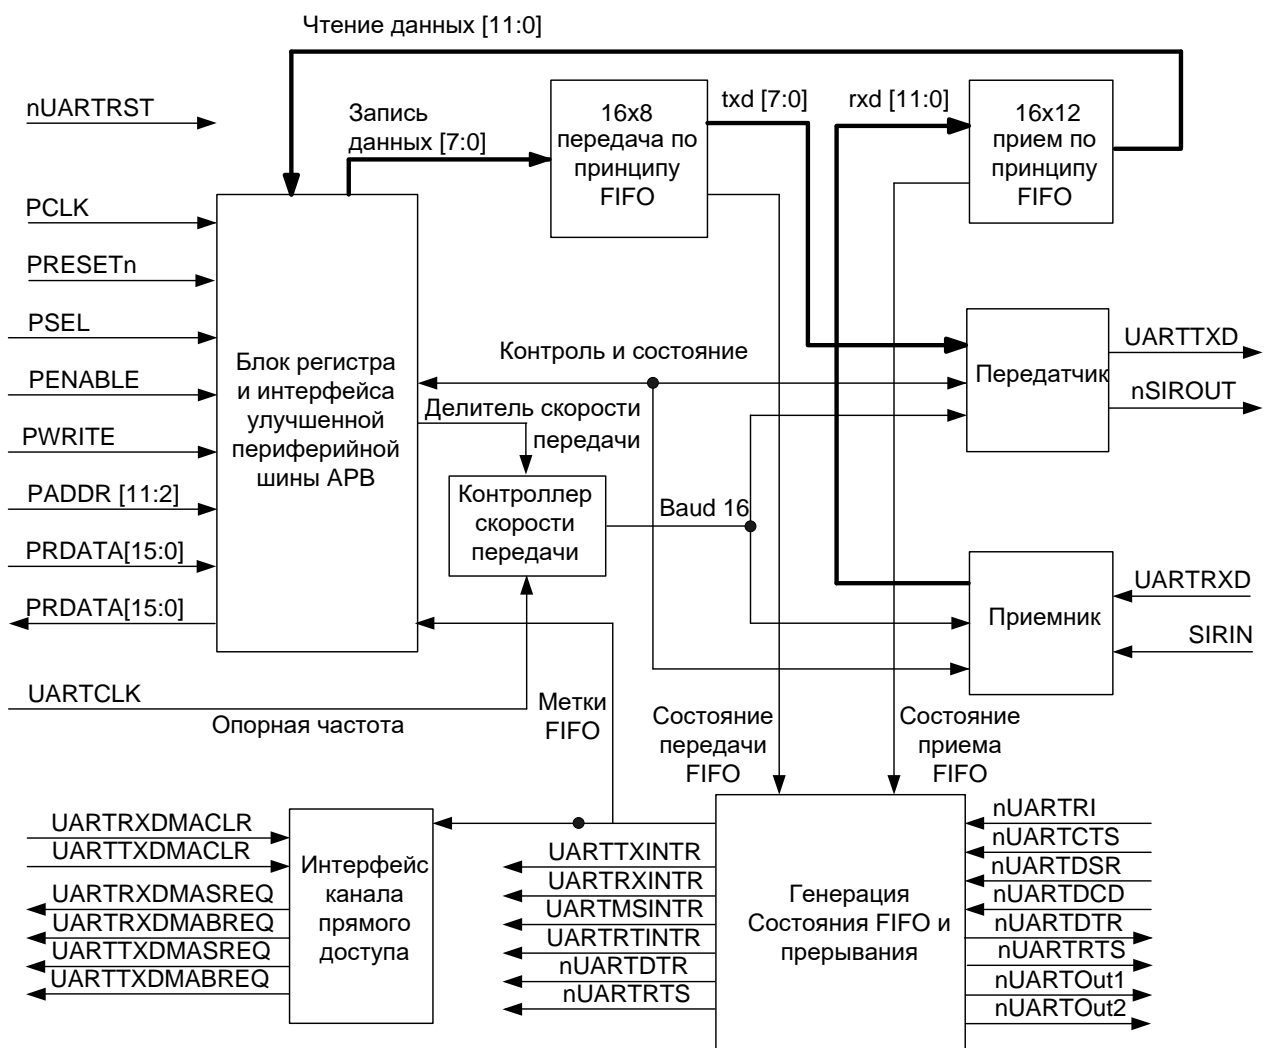 Чтение данных [11:0]
nUARTRST
Запись
данных [7:0]
16x8
передача по
принципу
FIFO
txd [7:0]
rxd [11:0]
16x12
прием по
принципу
FIFO
PCLK
PRESETn
PSEL
PENABLE
PWRITE
PADDR [11:2]
PRDATA[15:0]
PRDATA[15:0]
Блок регистра
и интерфейса
улучшенной
периферийной
шины APB
Контроль и состояние
Делитель скорости
передачи
Контроллер
скорости
передачи
Baud 16
Передатчик
UARTTXD
nSIROUT
Приемник
UARTRXD
SIRIN
UARTCLK
Опорная частота
Метки
FIFO
Состояние
передачи
FIFO
Состояние
приема
FIFO
UARTRXDMACLR
UARTTXDMACLR
UARTRXDMASREQ
UARTRXDMABREQ
UARTTXDMASREQ
UARTTXDMABREQ
Интерфейс
канала
прямого
доступа
UARTTXINTR
UARTRXINTR
UARTMSINTR
UARTRTINTR
nUARTDTR
nUARTRTS
Генерация
Состояния FIFO и
прерывания
nUARTRI
nUARTCTS
nUARTDSR
nUARTDCD
nUARTDTR
nUARTRTS
nUARTOut1
nUARTOut2